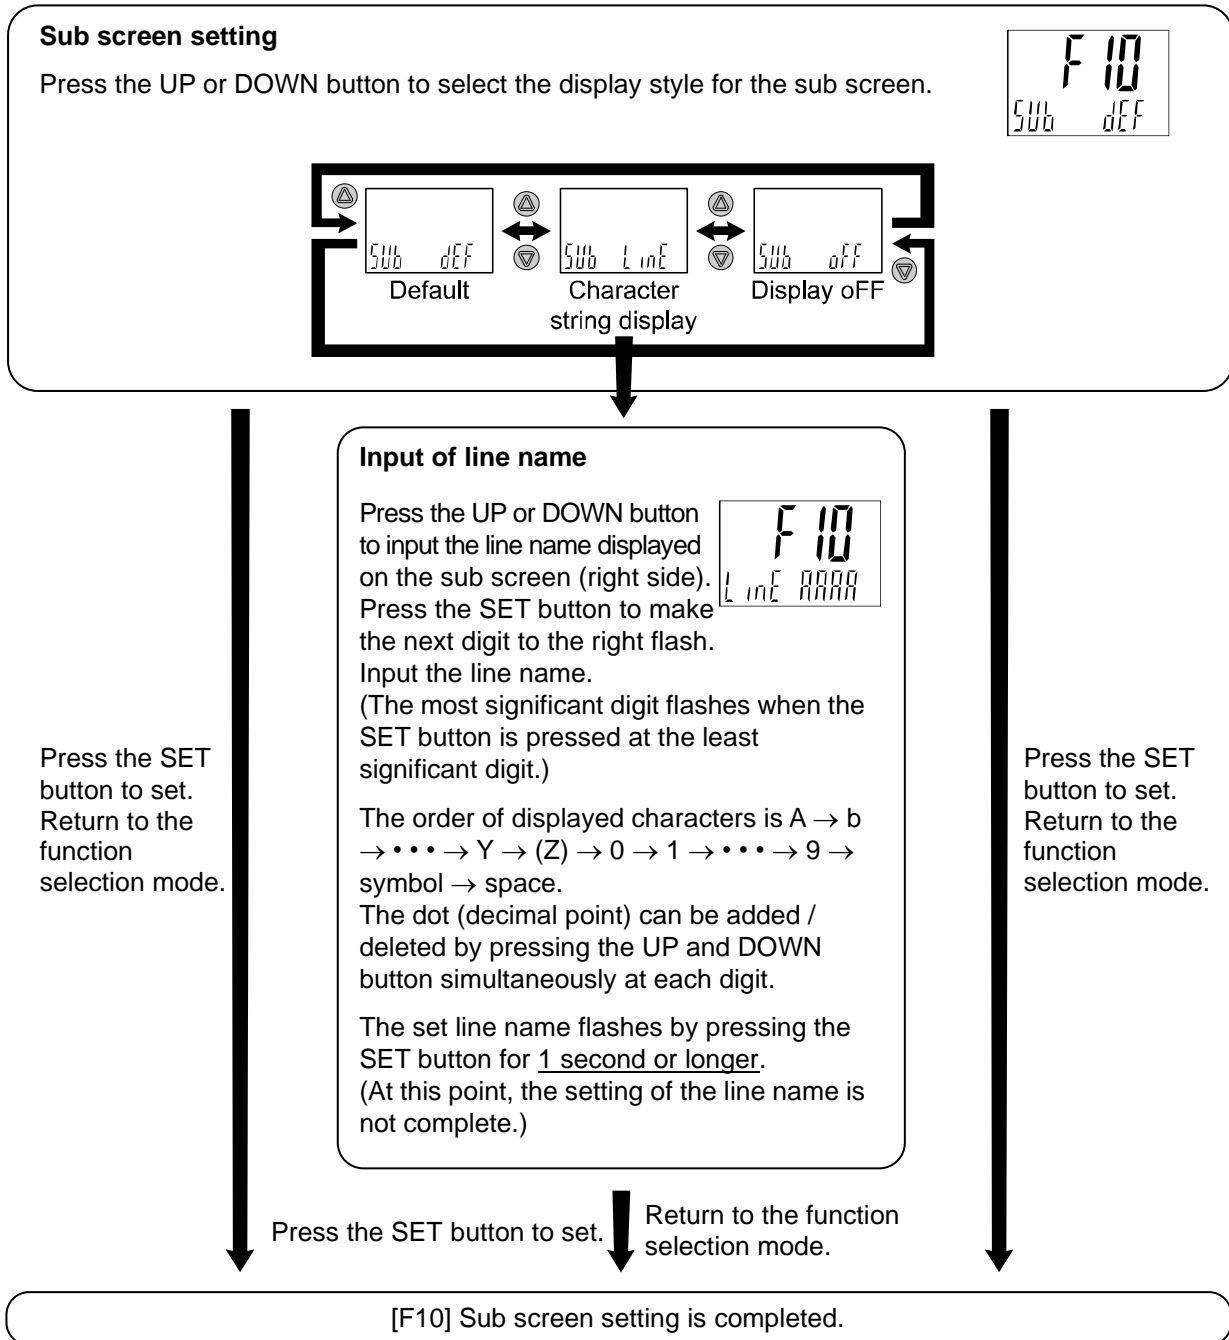 Sub screen setting
Press the UP or DOWN button to select the display style for the sub screen.
F 10
SUb dEF
SUb dEF
Default
SUb LinE
Character
string display
SUb oFF
Display oFF
Input of line name
Press the UP or DOWN button
to input the line name displayed
on the sub screen (right side).
Press the SET button to make
the next digit to the right flash.
Input the line name.
(The most significant digit flashes when the
SET button is pressed at the least
significant digit.)
F 10
LinE AAAA
The order of displayed characters is A → b
→ • • • → Y → (Z) → 0 → 1 → • • • → 9 →
symbol → space.
The dot (decimal point) can be added /
deleted by pressing the UP and DOWN
button simultaneously at each digit.
The set line name flashes by pressing the
SET button for 1 second or longer.
(At this point, the setting of the line name is
not complete.)
Press the SET
button to set.
Return to the
function
selection mode.
Press the SET
button to set.
Return to the
function
selection mode.
Press the SET button to set.
Return to the function
selection mode.
[F10] Sub screen setting is completed.